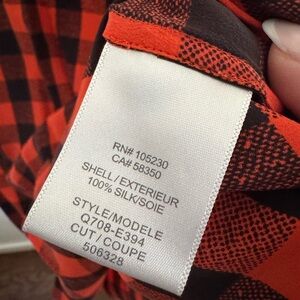 RN# 105230
CA# 58350
SHELL/EXTERIEUR
100% SILK/SOIE
STYLE/MODELE
Q708-E394
CUT / COUPE
506328